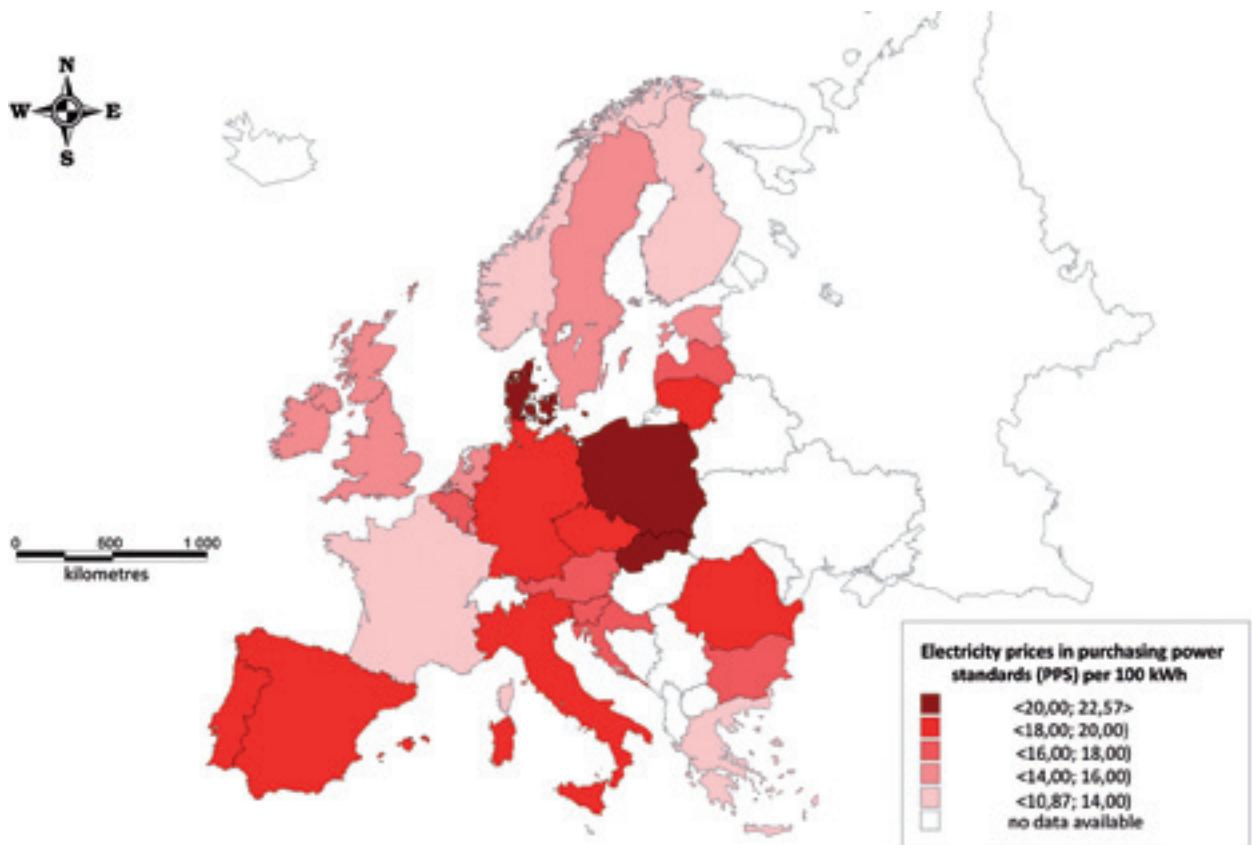 N
W E
S
0 500 1 000
kilometres
Electricity prices in purchasing power
standards (PPS) per 100 kWh
<20,00; 22,57>
<18,00; 20,00)
<16,00; 18,00)
<14,00; 16,00)
<10,87; 14,00)
no data available